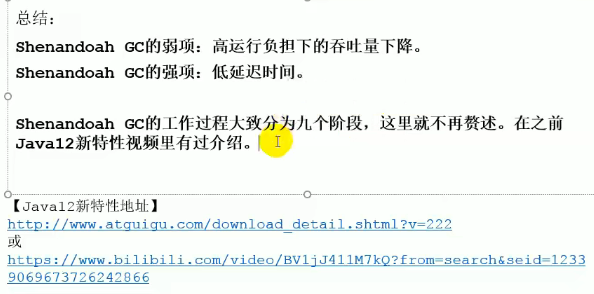 总结：
Shenandoah GC的弱项：高运行负担下的吞吐量下降。
Shenandoah GC的强项：低延迟时间。
Shenandoah GC的工作过程大致分为九个阶段，这里就不再赘述。在之前
Java12新特性视频里有过介绍。
【Java12新特性地址】
http://www.atguigu.com/download_detail.shtml?v=222
或
https://www.bilibili.com/video/BV1jJ411M7kQ?from=search&seid=1233
9069673726242866